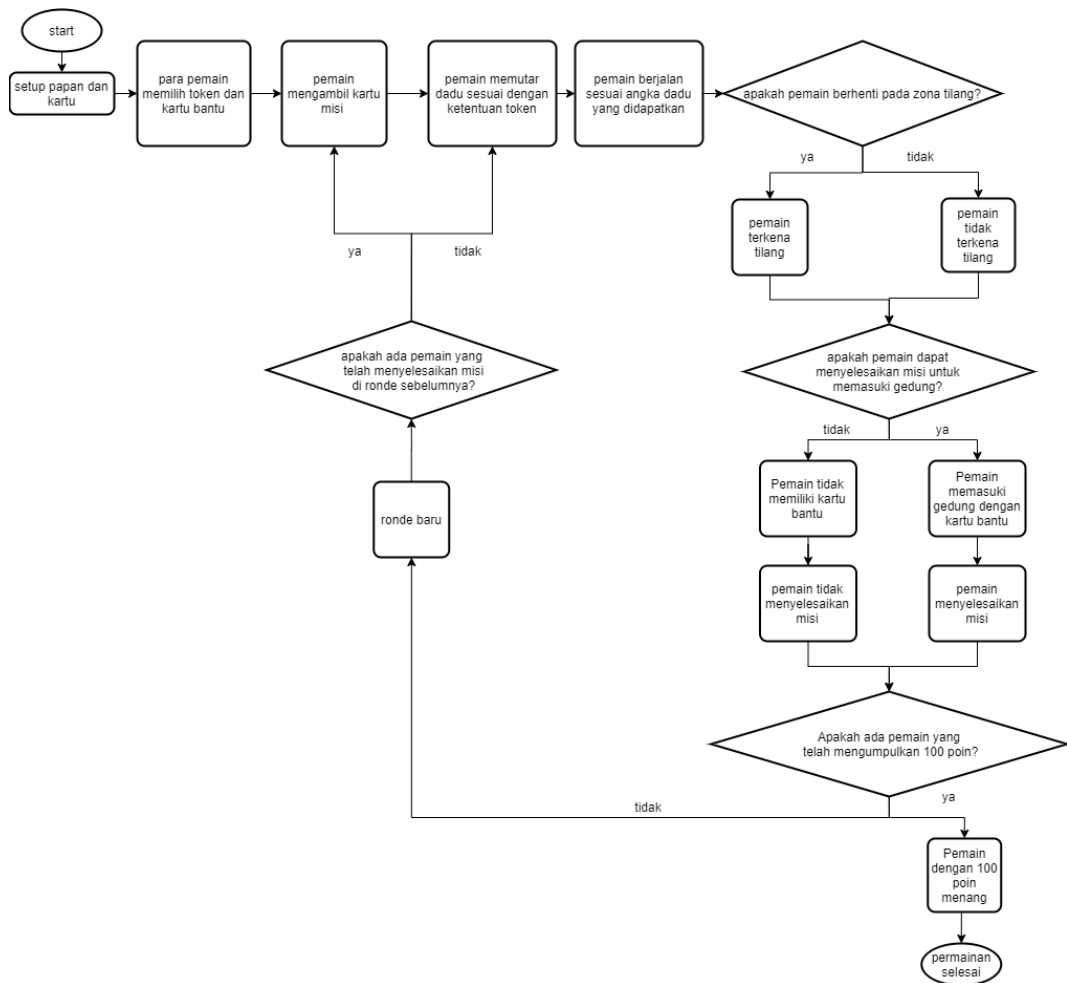 start
setup papan dan
kartu
para pemain
memilih token dan
kartu bantu
pemain
mengambil kartu
misi
pemain memutar
dadu sesuai dengan
ketentuan token
pemain berjalan
sesuai angka dadu
yang didapatkan
apakah pemain berhenti pada zona tilang?
ya
tidak
pemain
terkena
tilang
pemain
tidak
terkena
tilang
ya
tidak
apakah ada pemain yang
telah menyelesaikan misi
di ronde sebelumnya?
apakah pemain dapat
menyelesaikan misi untuk
memasuki gedung?
tidak
ya
Pemain tidak
memiliki kartu
bantu
Pemain
memasuki
gedung dengan
kartu bantu
ronde baru
pemain tidak
menyelesaikan
misi
pemain
menyelesaikan
misi
Apakah ada pemain yang
telah mengumpulkan 100 poin?
tidak
ya
Pemain
dengan 100
poin
menang
permainan
selesai